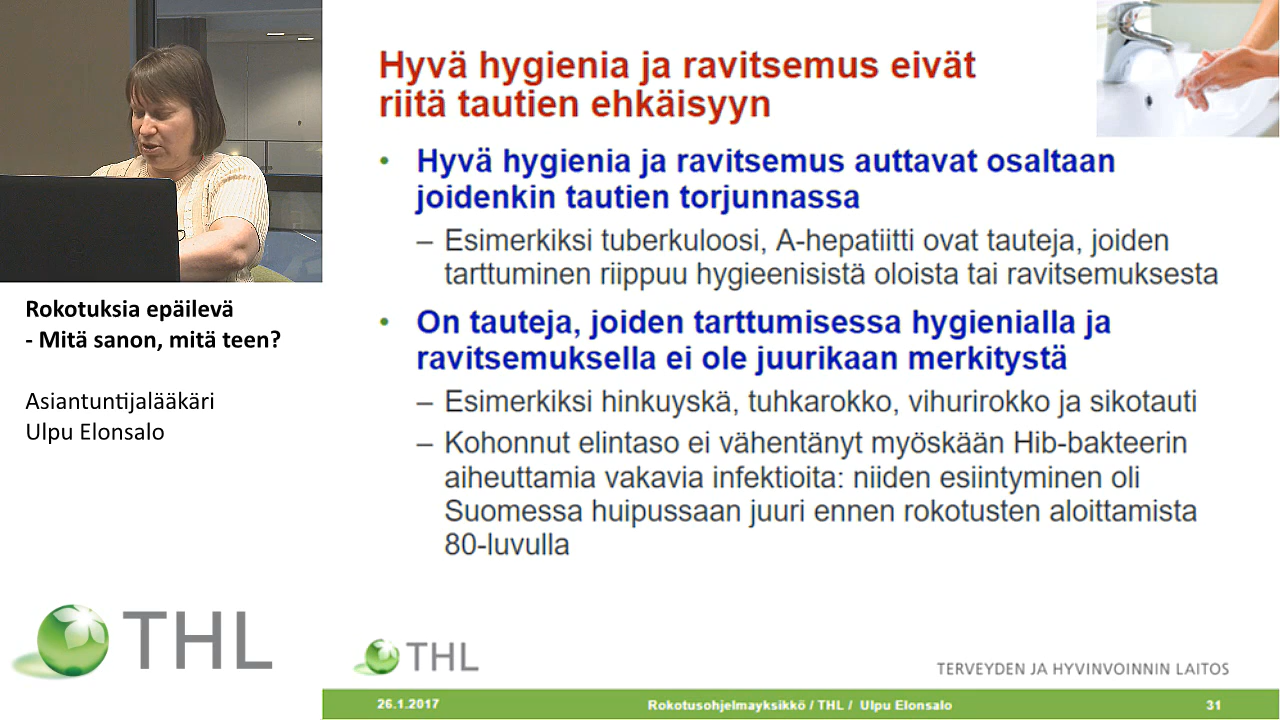 Hyvä hygienia ja ravitsemus eivät
riitä tautien ehkäisyyn
• Hyvä hygienia ja ravitsemus auttavat osaltaan
joidenkin tautien torjunnassa
– Esimerkiksi tuberkuloosi, A-hepatiitti ovat tauteja, joiden
tarttuminen riippuu hygieenisistä oloista tai ravitsemuksesta
• On tauteja, joiden tarttumisessa hygienialla ja
ravitsemuksella ei ole juurikaan merkitystä
– Esimerkiksi hinkuyskä, tuhkarokko, vihurirokko ja sikotauti
– Kohonnut elintaso ei vähentänyt myöskään Hib-bakteerin
aiheuttamia vakavia infektioita: niiden esiintyminen oli
Suomessa huipussaan juuri ennen rokotusten aloittamista
80-luvulla
Rokotuksia epäilevä
- Mitä sanon, mitä teen?
Asiantuntijalääkäri
Ulpu Elonsalo
THL
THL
TERVEYDEN JA HYVINVOINNIN LAITOS
26.1.2017 Rokotusohjelmayksikkö / THL / Ulpu Elonsalo 31